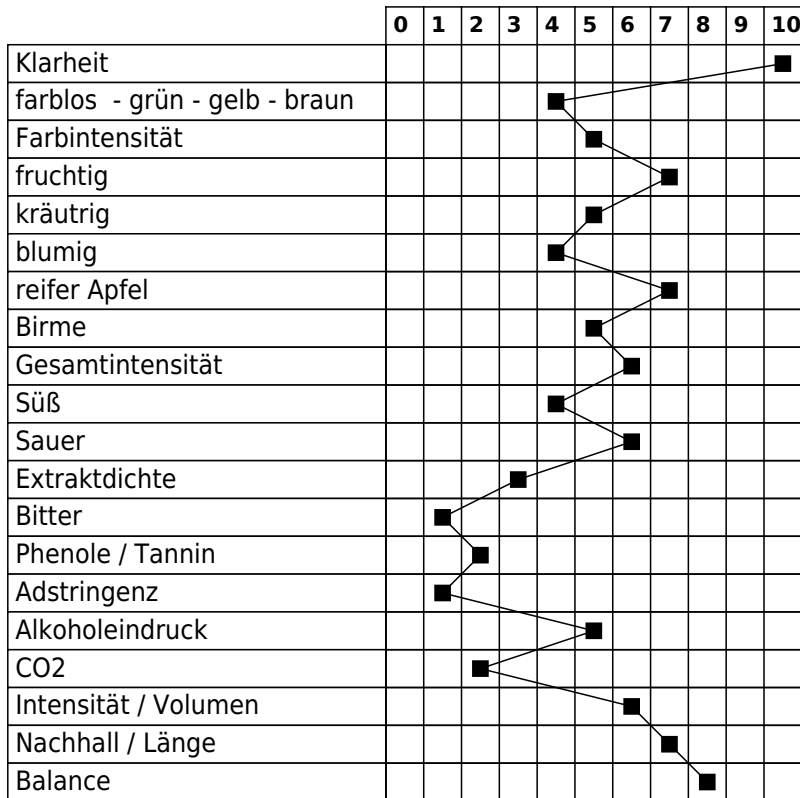 0 1 2 3 4 5 6 7 8 9 10
Klarheit
farblos - grün - gelb - braun
Farbintensität
fruchtig
kräutrig
blumig
reifer Apfel
Birme
Gesamtintensität
Süß
Sauer
Extraktdichte
Bitter
Phenole / Tannin
Adstringenz
Alkoholeindruck
CO2
Intensität / Volumen
Nachhall / Länge
Balance